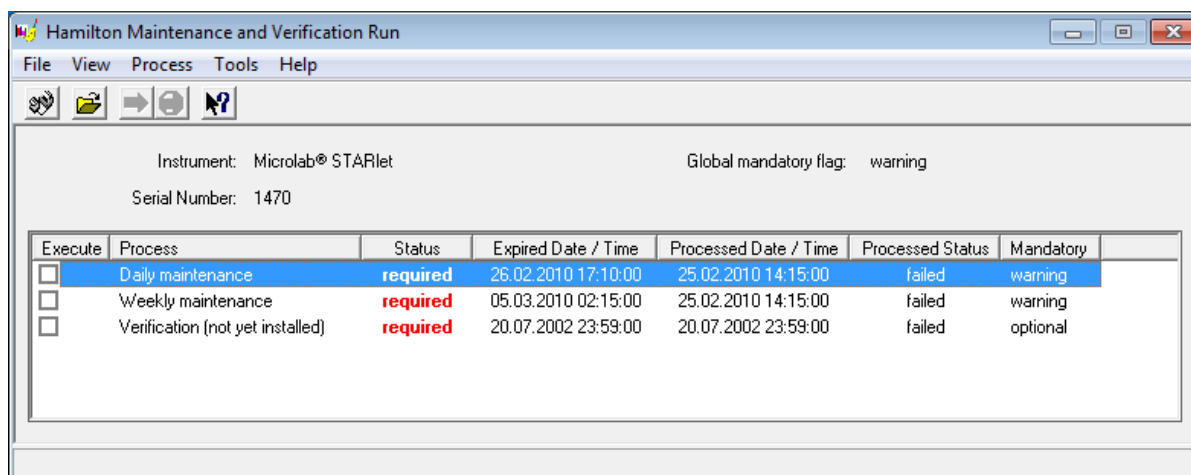 Hamilton Maintenance and Verification Run
File View Process Tools Help
Instrument: Microlab® STARlet Global mandatory flag: warning
Serial Number: 1470
Execute Process Status Expired Date / Time Processed Date / Time Processed Status Mandatory
Daily maintenance required 26.02.2010 17:10:00 25.02.2010 14:15:00 failed warning
Weekly maintenance required 05.03.2010 02:15:00 25.02.2010 14:15:00 failed warning
Verification (not yet installed) required 20.07.2002 23:59:00 20.07.2002 23:59:00 failed optional